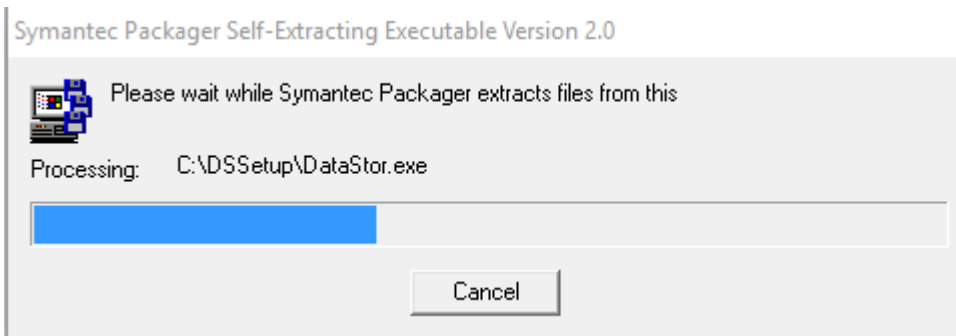 Symantec Packager Self-Extracting Executable Version 2.0
Please wait while Symantec Packager extracts files from this
Processing: C:\DSSetup\DataStor.exe
Cancel